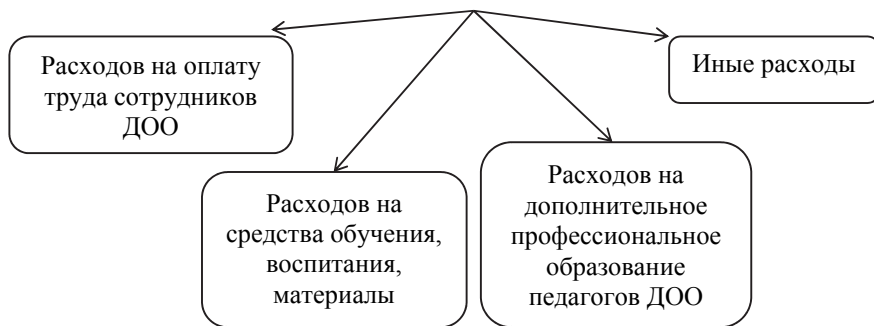 Расходов на оплату
труда сотрудников
ДОО
Иные расходы
Расходов на
средства обучения,
воспитания,
материалы
Расходов на
дополнительное
профессиональное
образование
педагогов ДОО